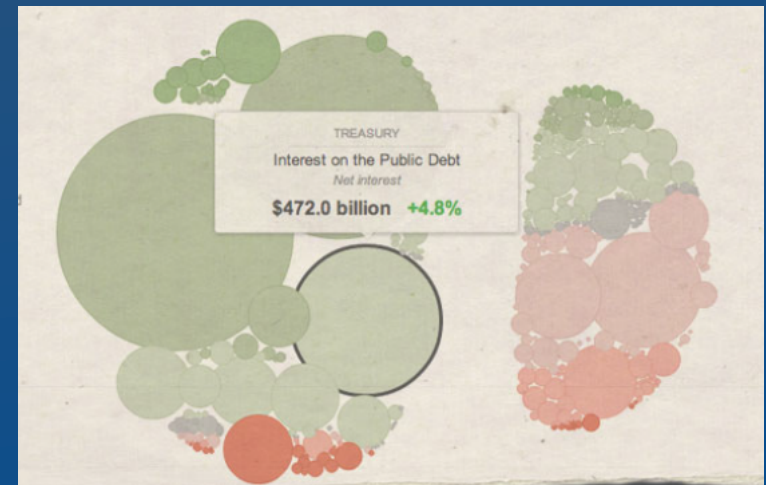 TREASURY
Interest on the Public Debt
Net interest
$472.0 billion +4.8%